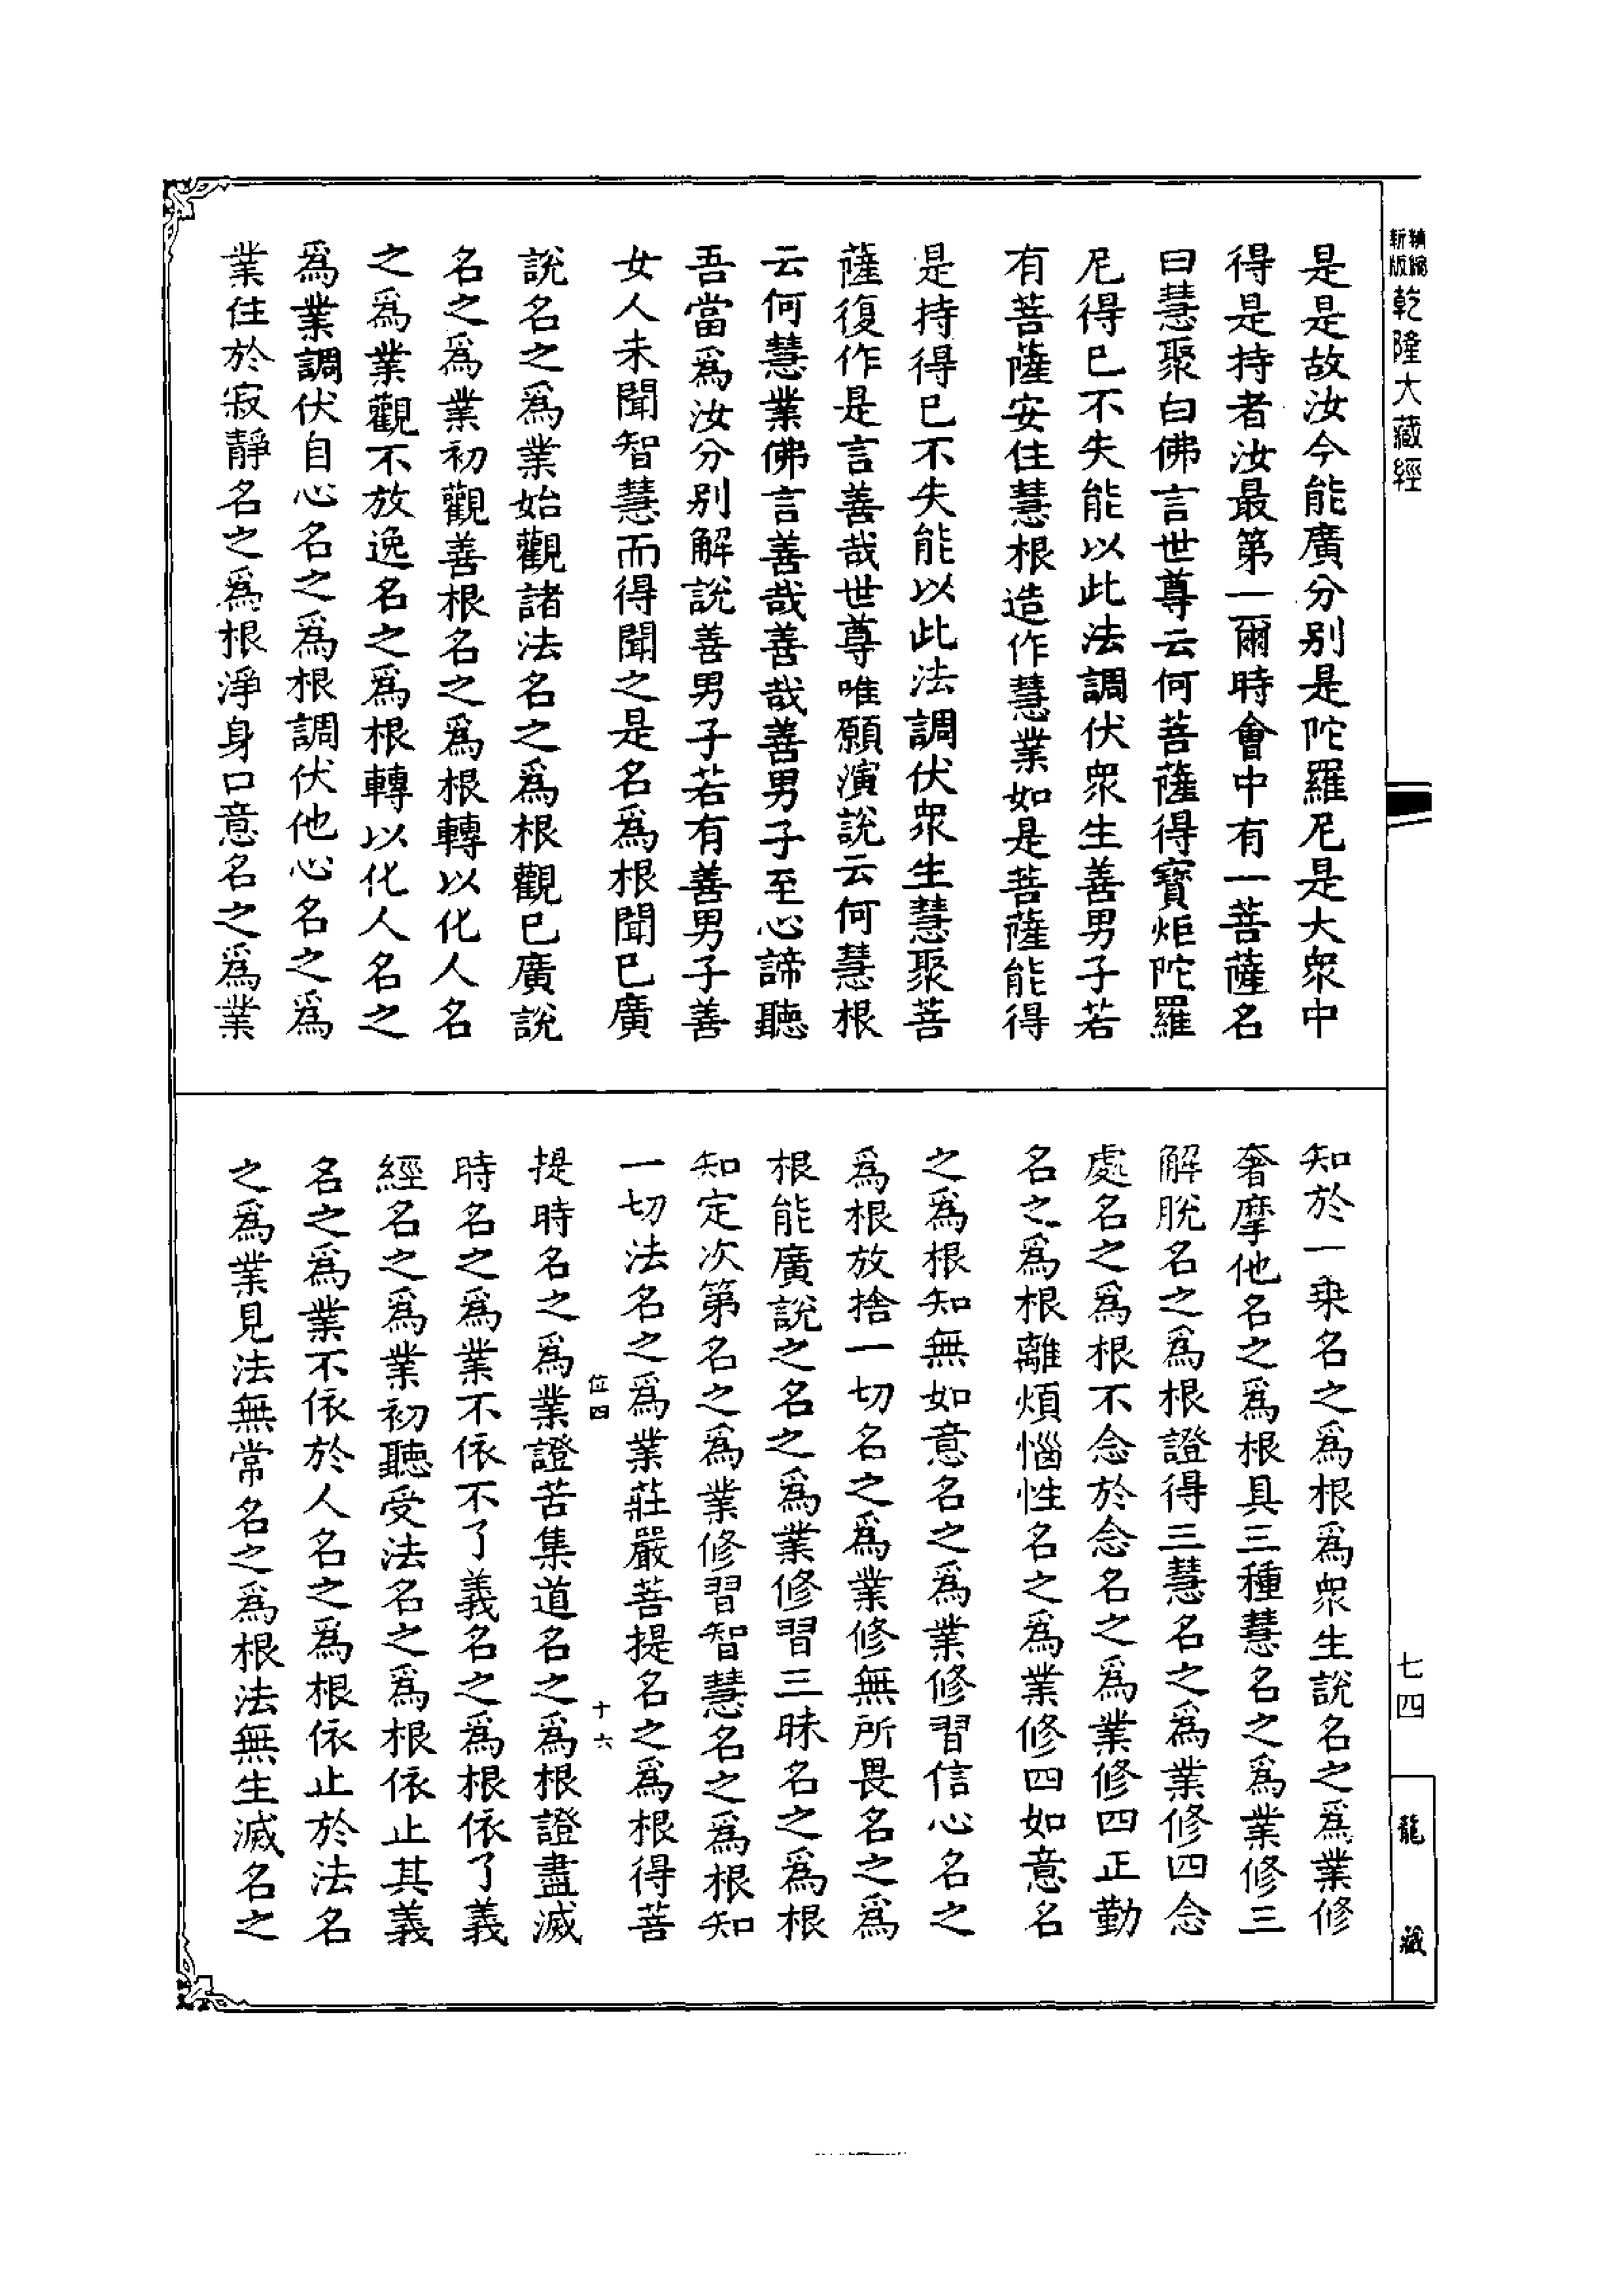 新版
精縮
乾隆大藏經
七四
龍藏
是是故汝今能廣分別是陀羅尼是大衆中
得是持者汝最第一爾時會中有一菩薩名
曰慧聚白佛言世尊云何菩薩得寶炬陀羅
尼得已不失能以此法調伏衆生善男子若
有菩薩安住慧根造作慧業如是菩薩能得
是持得已不失能以此法調伏衆生慧聚菩
薩復作是言善哉世尊唯願演說云何慧根
云何慧業佛言善哉善哉善男子至心諦聽
吾當爲汝分別解說善男子若有善男子善
女人未聞智慧而得聞之是名爲根聞已廣
說名之爲業始觀諸法名之爲根觀已廣說
名之爲業初觀善根名之爲根轉以化人名
之爲業觀不放逸名之爲根轉以化人名之
爲業調伏自心名之爲根調伏他心名之爲
業住於寂靜名之爲根淨身口意名之爲業
知於一乘名之爲根爲衆生說名之爲業修
奢摩他名之爲根具三種慧名之爲業修三
解脫名之爲根證得三慧名之爲業修四念
處名之爲根不念於念名之爲業修四正勤
名之爲根離煩惱性名之爲業修四如意名
之爲根知無如意名之爲業修習信心名之
爲根放捨一切名之爲業修無所畏名之爲
根能廣說之名之爲業修習三昧名之爲根
知定次第名之爲業修習智慧名之爲根知
一切法名之爲業莊嚴菩提名之爲根得菩
位四 十六
提時名之爲業證苦集道名之爲根證盡滅
時名之爲業不依不了義名之爲根依了義
經名之爲業初聽受法名之爲根依止其義
名之爲業不依於人名之爲根依止於法名
之爲業見法無常名之爲根法無生滅名之